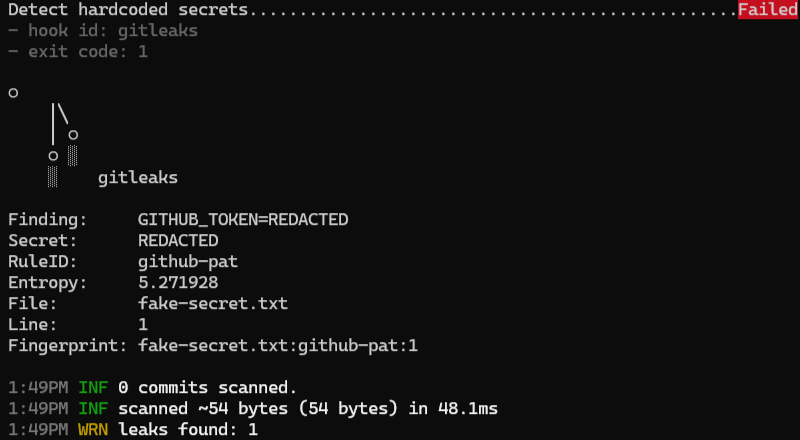 Detect hardcoded secrets.................................................Failed
- hook id: gitleaks
- exit code: 1
○
│╲
│ ○
○ ░
░    gitleaks
Finding:     GITHUB_TOKEN=REDACTED
Secret:      REDACTED
RuleID:      github-pat
Entropy:     5.271928
File:        fake-secret.txt
Line:        1
Fingerprint: fake-secret.txt:github-pat:1
1:49PM INF 0 commits scanned.
1:49PM INF scanned ~54 bytes (54 bytes) in 48.1ms
1:49PM WRN leaks found: 1